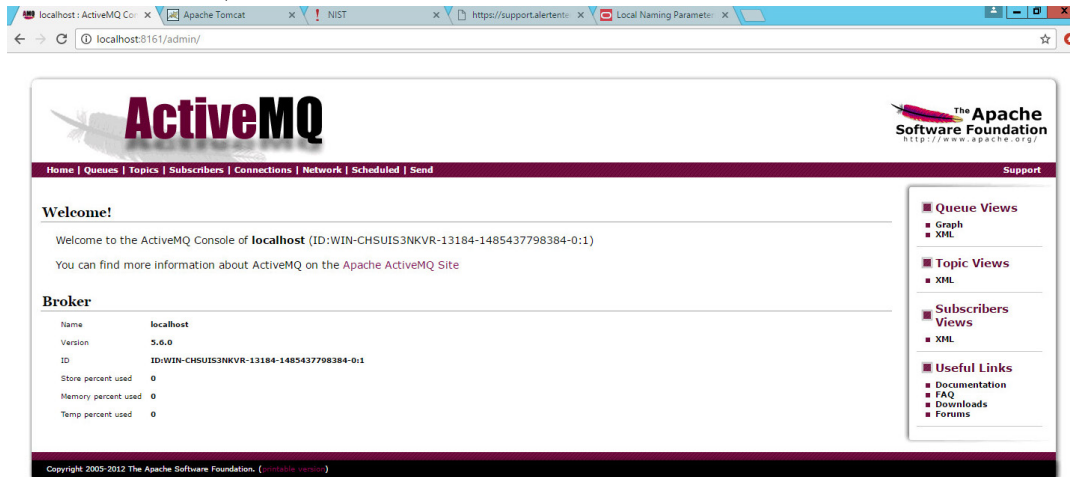 localhost : ActiveMQ Con
Apache Tomcat
NIST
https://support.alertente
Local Naming Parameter
localhost:8161/admin/
ActiveMQ
The Apache
Software Foundation
http://www.apache.org/
Home | Queues | Topics | Subscribers | Connections | Network | Scheduled | Send
Support
Welcome!
Welcome to the ActiveMQ Console of localhost (ID:WIN-CHSUIS3NKVR-13184-1485437798384-0:1)
You can find more information about ActiveMQ on the Apache ActiveMQ Site
Broker
Name localhost
Version 5.6.0
ID ID:WIN-CHSUIS3NKVR-13184-1485437798384-0:1
Store percent used 0
Memory percent used 0
Temp percent used 0
Queue Views
Graph
XML
Topic Views
XML
Subscribers
Views
XML
Useful Links
Documentation
FAQ
Downloads
Forums
Copyright 2005-2012 The Apache Software Foundation. (printable version)